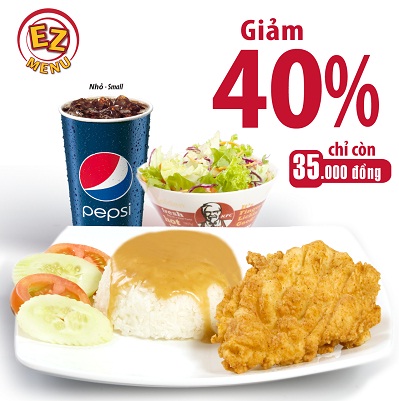 EZ
MENU
Giảm
40%
chỉ còn
35.000 đồng
Nhỏ - Small
pepsi
KFC